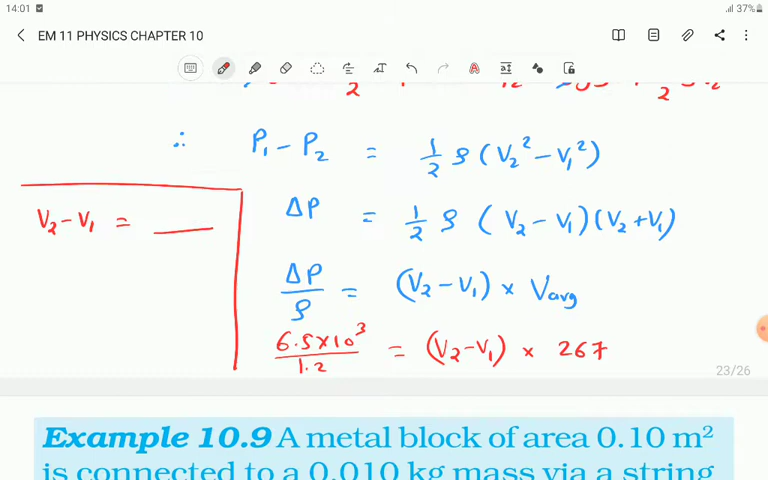 14:01 37%
EM 11 PHYSICS CHAPTER 10
∴ P₁ - P₂ = 1/2 ρ (V₂² - V₁²)
V₂ - V₁ = ___
ΔP = 1/2 ρ (V₂ - V₁)(V₂ + V₁)
ΔP/ρ = (V₂ - V₁) × Vavg
6.5×10³/1.2 = (V₂-V₁) × 267
23/26
Example 10.9 A metal block of area 0.10 m²
is connected to a 0.010 kg mass via a string